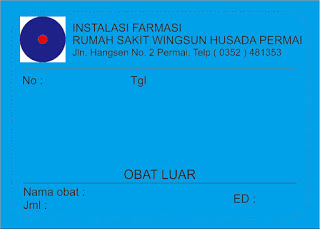 INSTALASI FARMASI
RUMAH SAKIT WINGSUN HUSADA PERMAI
Jln. Hangsen No. 2 Permai. Telp ( 0352 ) 481353
No : Tgl
OBAT LUAR
Nama obat :
Jml : ED :